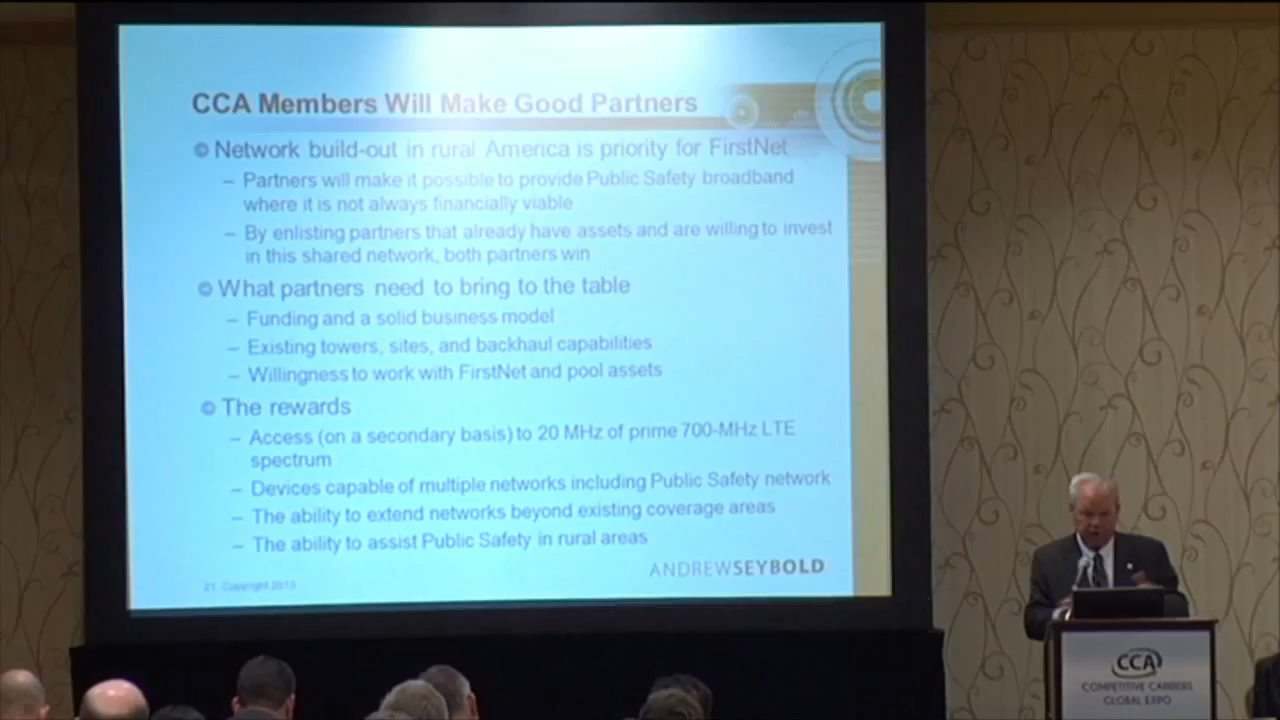 CCA Members Will Make Good Partners
Network build-out in rural America is priority for FirstNet
– Partners will make it possible to provide Public Safety broadband
where it is not always financially viable
– By enlisting partners that already have assets and are willing to invest
in this shared network, both partners win
What partners need to bring to the table
– Funding and a solid business model
– Existing towers, sites, and backhaul capabilities
– Willingness to work with FirstNet and pool assets
The rewards
– Access (on a secondary basis) to 20 MHz of prime 700-MHz LTE
spectrum
– Devices capable of multiple networks including Public Safety network
– The ability to extend networks beyond existing coverage areas
– The ability to assist Public Safety in rural areas
ANDREWSEYBOLD
21 Copyright 2013
CCA
COMPETITIVE CARRIERS
GLOBAL EXPO